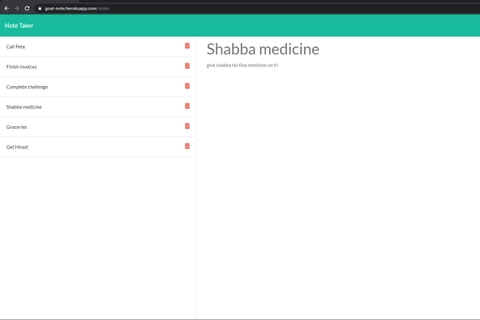 goat-note.herokuapp.com/notes
Note Taker
Call Pete
Finish invoices
Complete challenge
Shabba medicine
Groceries
Get Hired!
Shabba medicine
give shabba his flea medicine on